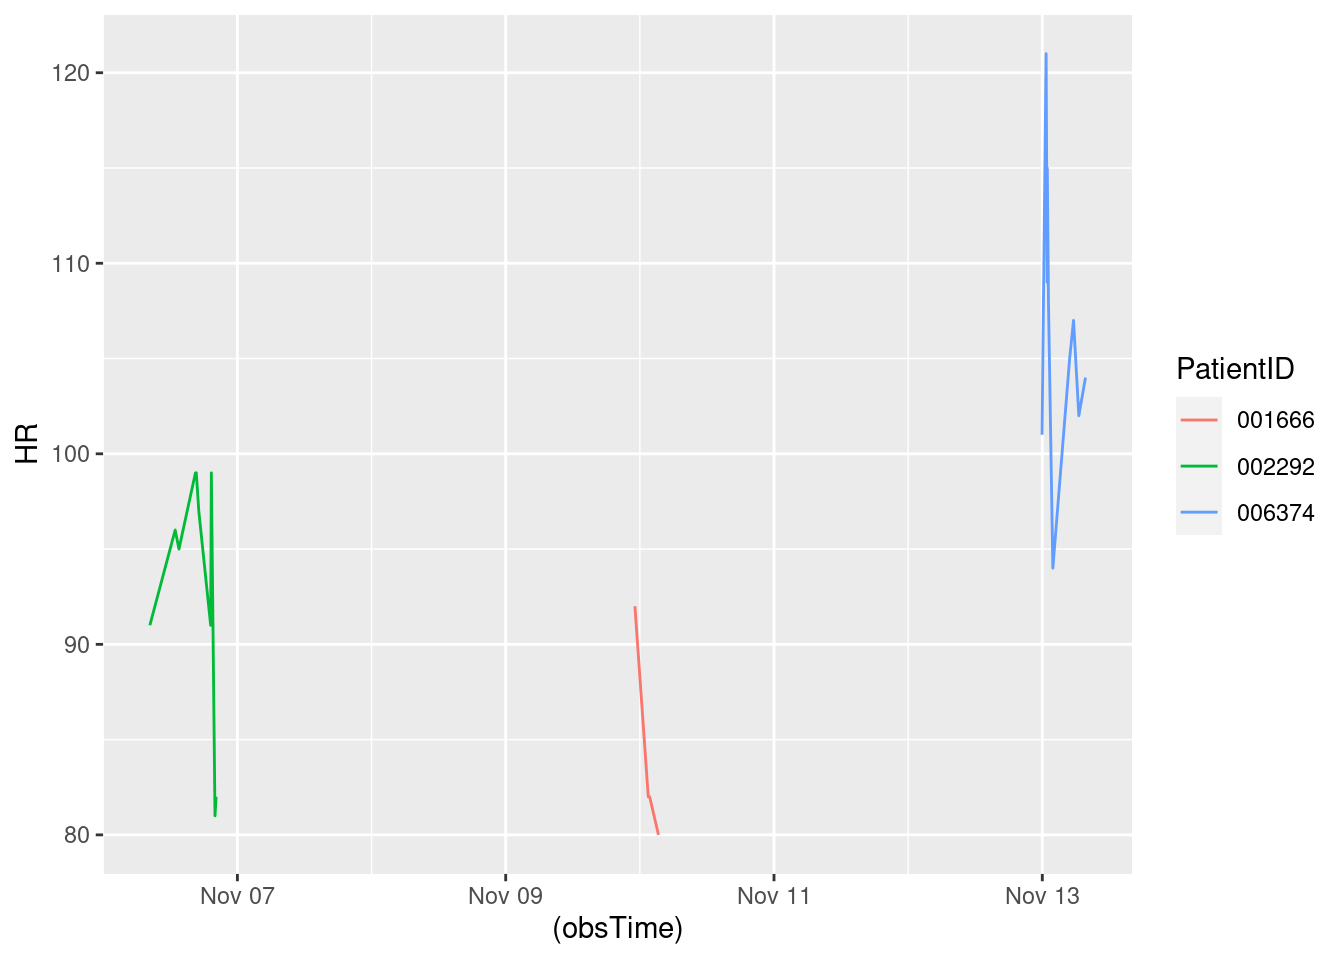 120
110
100
90
80
HR
Nov 07
Nov 09
Nov 11
Nov 13
(obsTime)
PatientID
001666
002292
006374